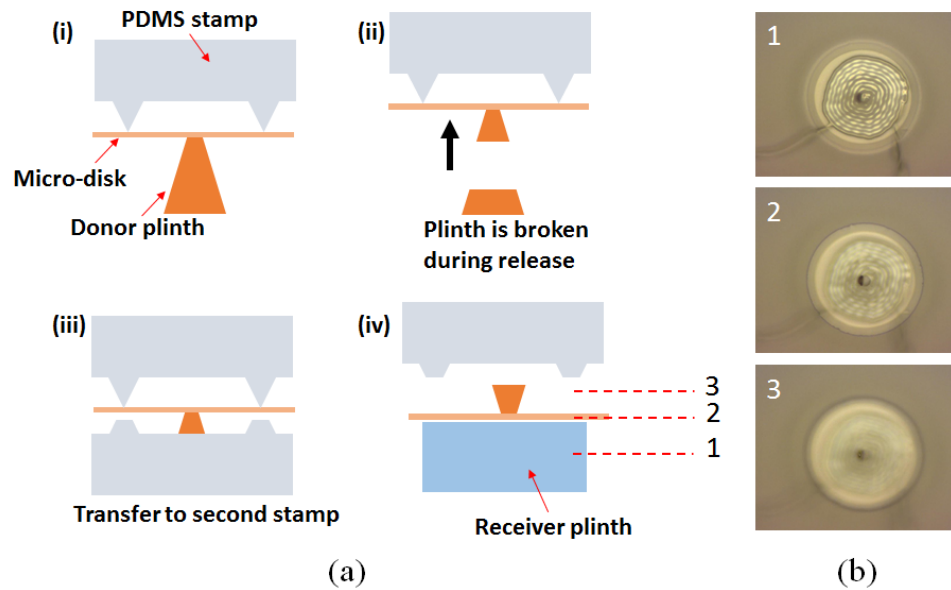 (i)
PDMS stamp
Micro-disk
Donor plinth
(ii)
Plinth is broken
during release
(iii)
Transfer to second stamp
(iv)
3
2
1
Receiver plinth
(a)
1
2
3
(b)